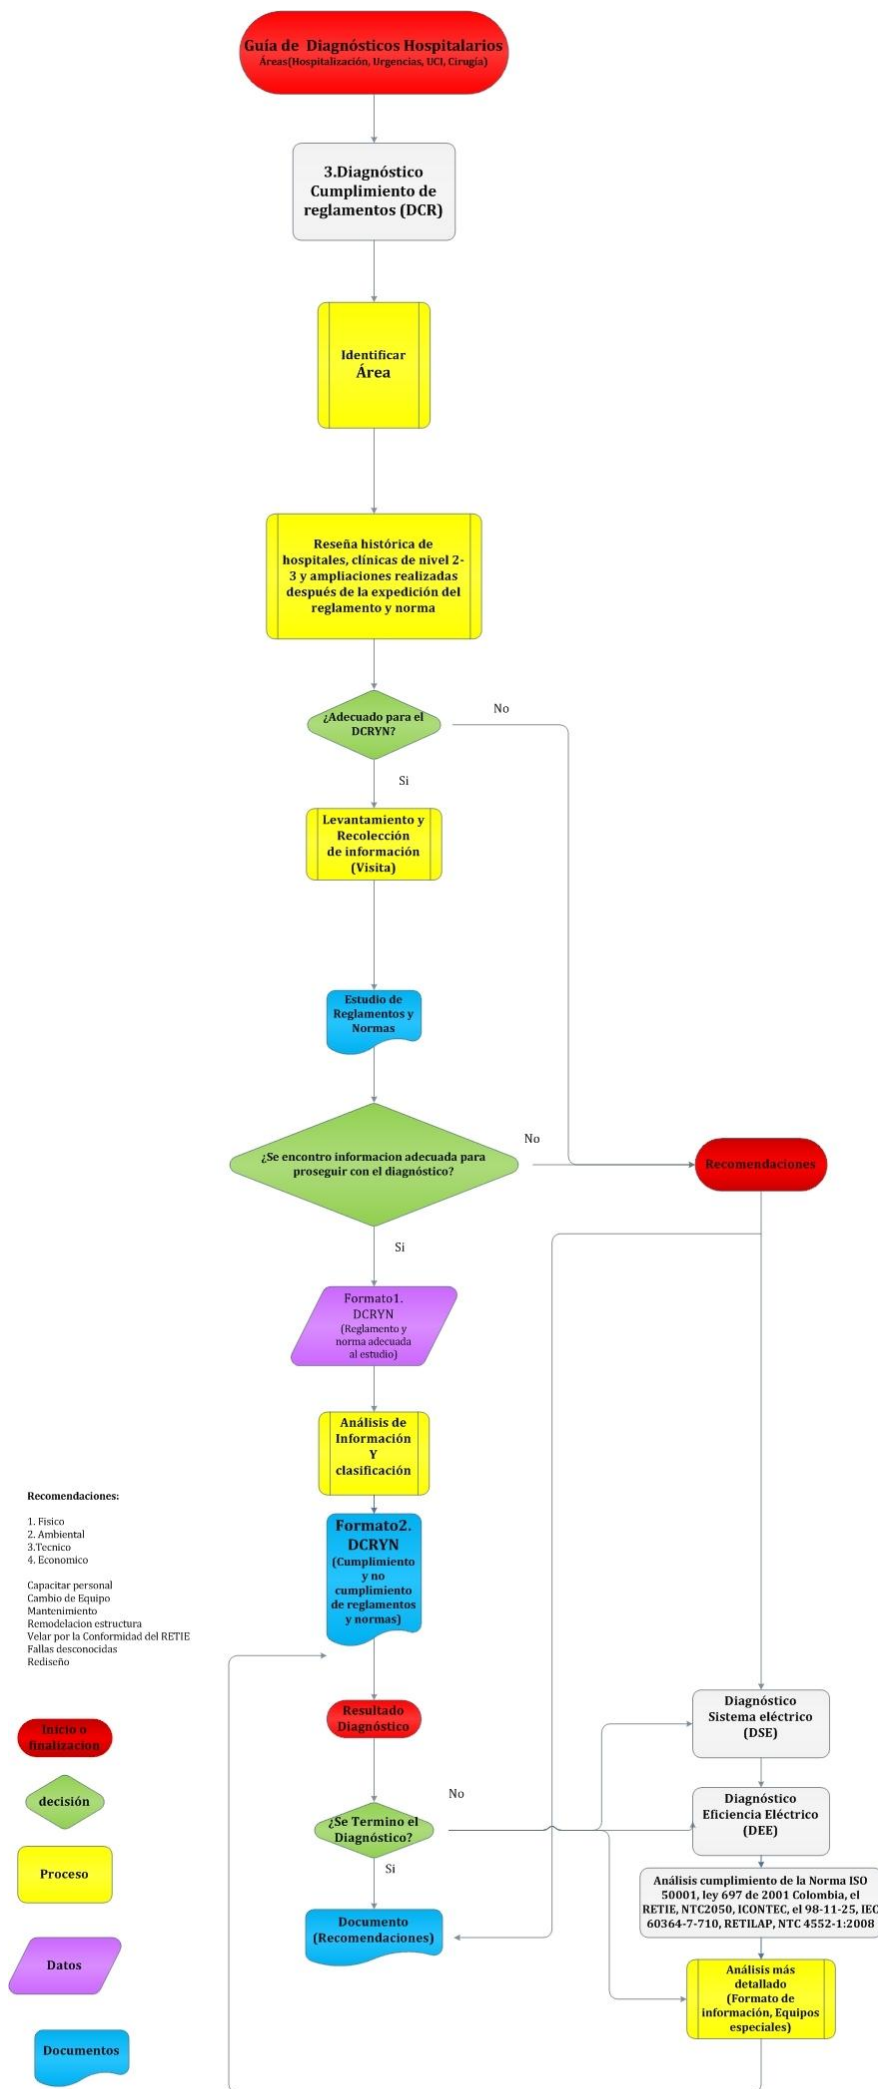 Guía de Diagnósticos Hospitalarios
Áreas(Hospitalización, Urgencias, UCI, Cirugía)
3.Diagnóstico
Cumplimiento de
reglamentos (DCR)
Identificar
Área
Reseña histórica de
hospitales, clínicas de nivel 2-
3 y ampliaciones realizadas
después de la expedición del
reglamento y norma
¿Adecuado para el
DCRYN?
No
Si
Levantamiento y
Recolección
de información
(Visita)
Estudio de
Reglamentos y
Normas
¿Se encontro informacion adecuada para
proseguir con el diagnóstico?
No
Recomendaciones
Si
Formato1.
DCRYN
(Reglamento y
norma adecuada
al estudio)
Análisis de
Información
Y
clasificación
Formato2.
DCRYN
(Cumplimiento
y no
cumplimiento
de reglamentos
y normas)
Recomendaciones:
1. Fisico
2. Ambiental
3.Tecnico
4. Economico
Capacitar personal
Cambio de Equipo
Mantenimiento
Remodelacion estructura
Velar por la Conformidad del RETIE
Fallas desconocidas
Rediseño
Resultado
Diagnóstico
Diagnóstico
Sistema eléctrico
(DSE)
No
¿Se Termino el
Diagnóstico?
Si
Diagnóstico
Eficiencia Eléctrico
(DEE)
Análisis cumplimiento de la Norma ISO
50001, ley 697 de 2001 Colombia, el
RETIE, NTC2050, ICONTEC, el 98-11-25, IEC
60364-7-710, RETILAP, NTC 4552-1:2008
Documento
(Recomendaciones)
Análisis más
detallado
(Formato de
información, Equipos
especiales)
Inicio o
finalizacion
decisión
Proceso
Datos
Documentos